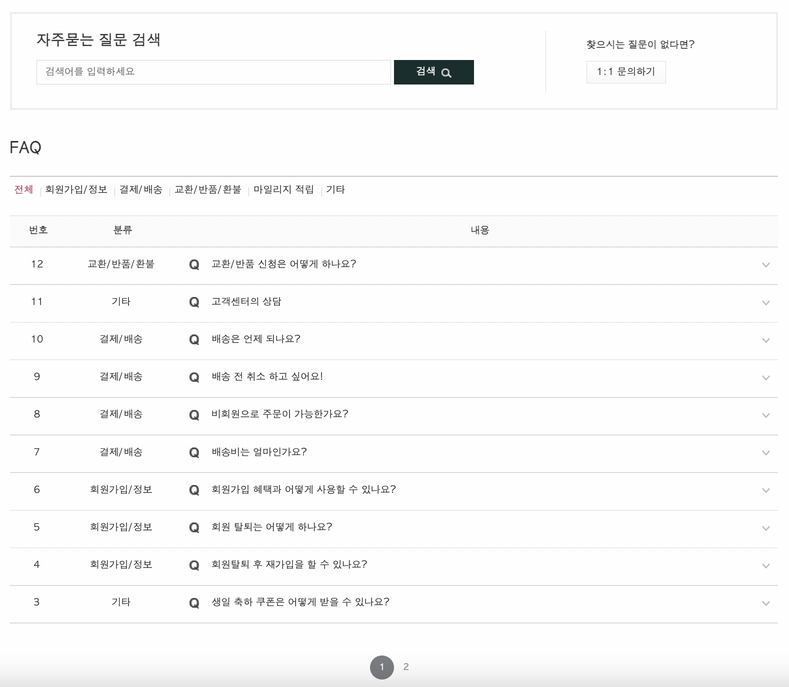 자주묻는 질문 검색
검색어를 입력하세요
검색
찾으시는 질문이 없다면?
1:1 문의하기
FAQ
전체 회원가입/정보 결제/배송 교환/반품/환불 마일리지 적립 기타
번호 분류 내용
12 교환/반품/환불 Q 교환/반품 신청은 어떻게 하나요?
11 기타 Q 고객센터의 상담
10 결제/배송 Q 배송은 언제 되나요?
9 결제/배송 Q 배송 전 취소 하고 싶어요!
8 결제/배송 Q 비회원으로 주문이 가능한가요?
7 결제/배송 Q 배송비는 얼마인가요?
6 회원가입/정보 Q 회원가입 혜택과 어떻게 사용할 수 있나요?
5 회원가입/정보 Q 회원 탈퇴는 어떻게 하나요?
4 회원가입/정보 Q 회원탈퇴 후 재가입을 할 수 있나요?
3 기타 Q 생일 축하 쿠폰은 어떻게 받을 수 있나요?
1 2